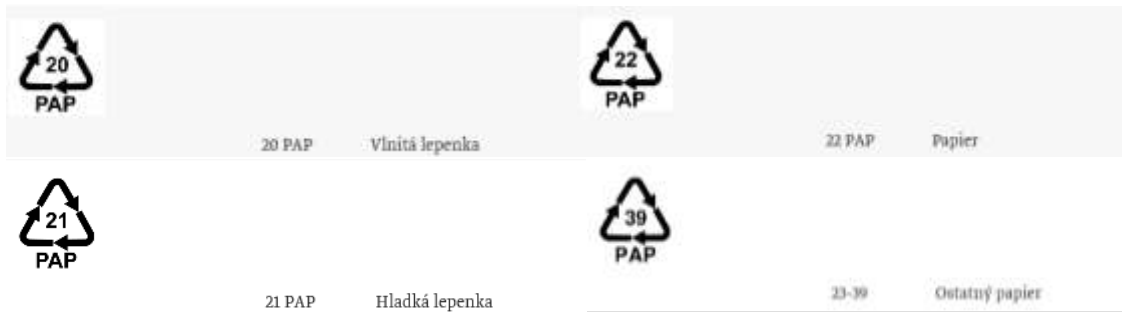 20
PAP
20 PAP Vlnitá lepenka
22
PAP
22 PAP Papier
21
PAP
21 PAP Hladká lepenka
39
PAP
23-39 Ostatný papier